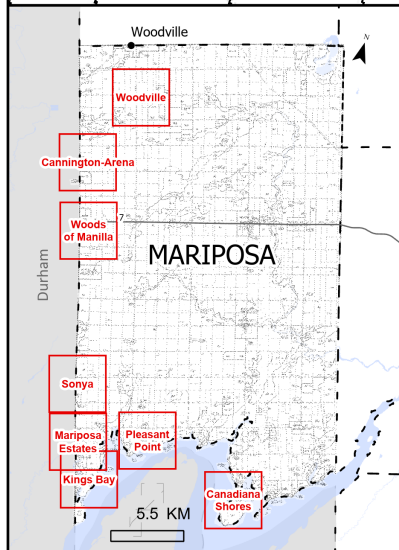 Woodville
N
Woodville
Cannington-Arena
Woods
of Manilla
7
MARIPOSA
Durham
Sonya
Mariposa
Estates
Pleasant
Point
Kings Bay
Canadiana
Shores
5.5 KM